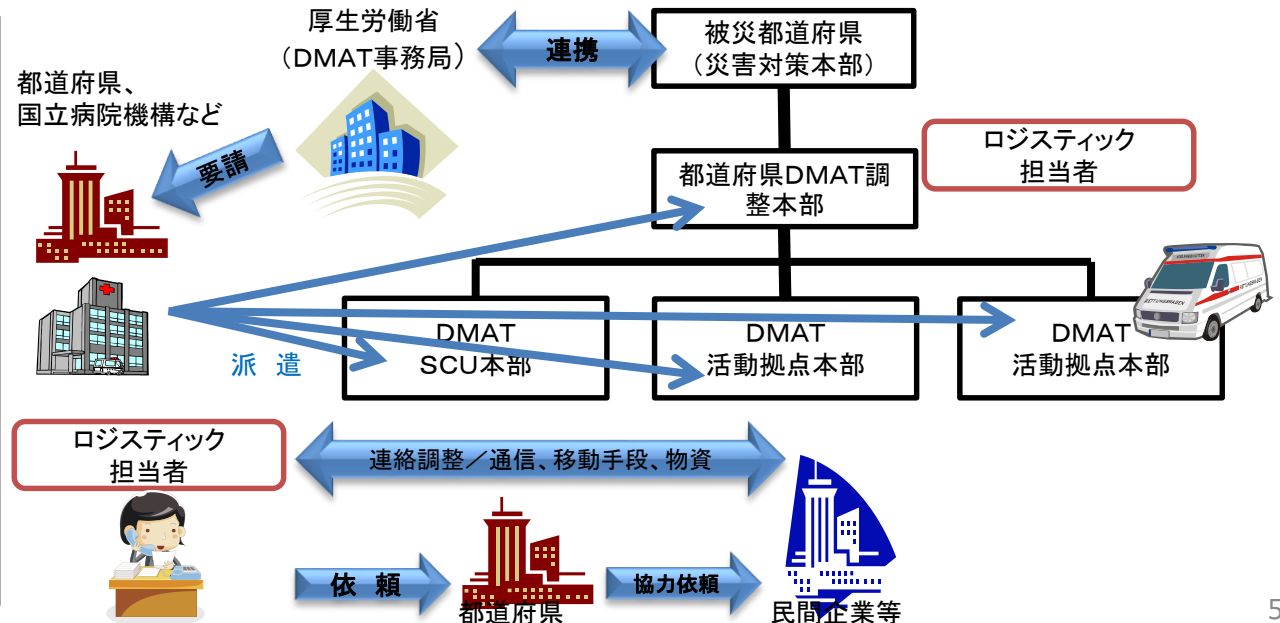 厚生労働省
（DMAT事務局）
連携
被災都道府県
（災害対策本部）
都道府県、
国立病院機構など
要請
ロジスティック
担当者
都道府県DMAT調
整本部
DMAT
SCU本部
DMAT
活動拠点本部
DMAT
活動拠点本部
RETTUNGSWAGEN
派 遣
ロジスティック
担当者
連絡調整／通信、移動手段、物資
依 頼
都道府県
協力依頼
民間企業等
5